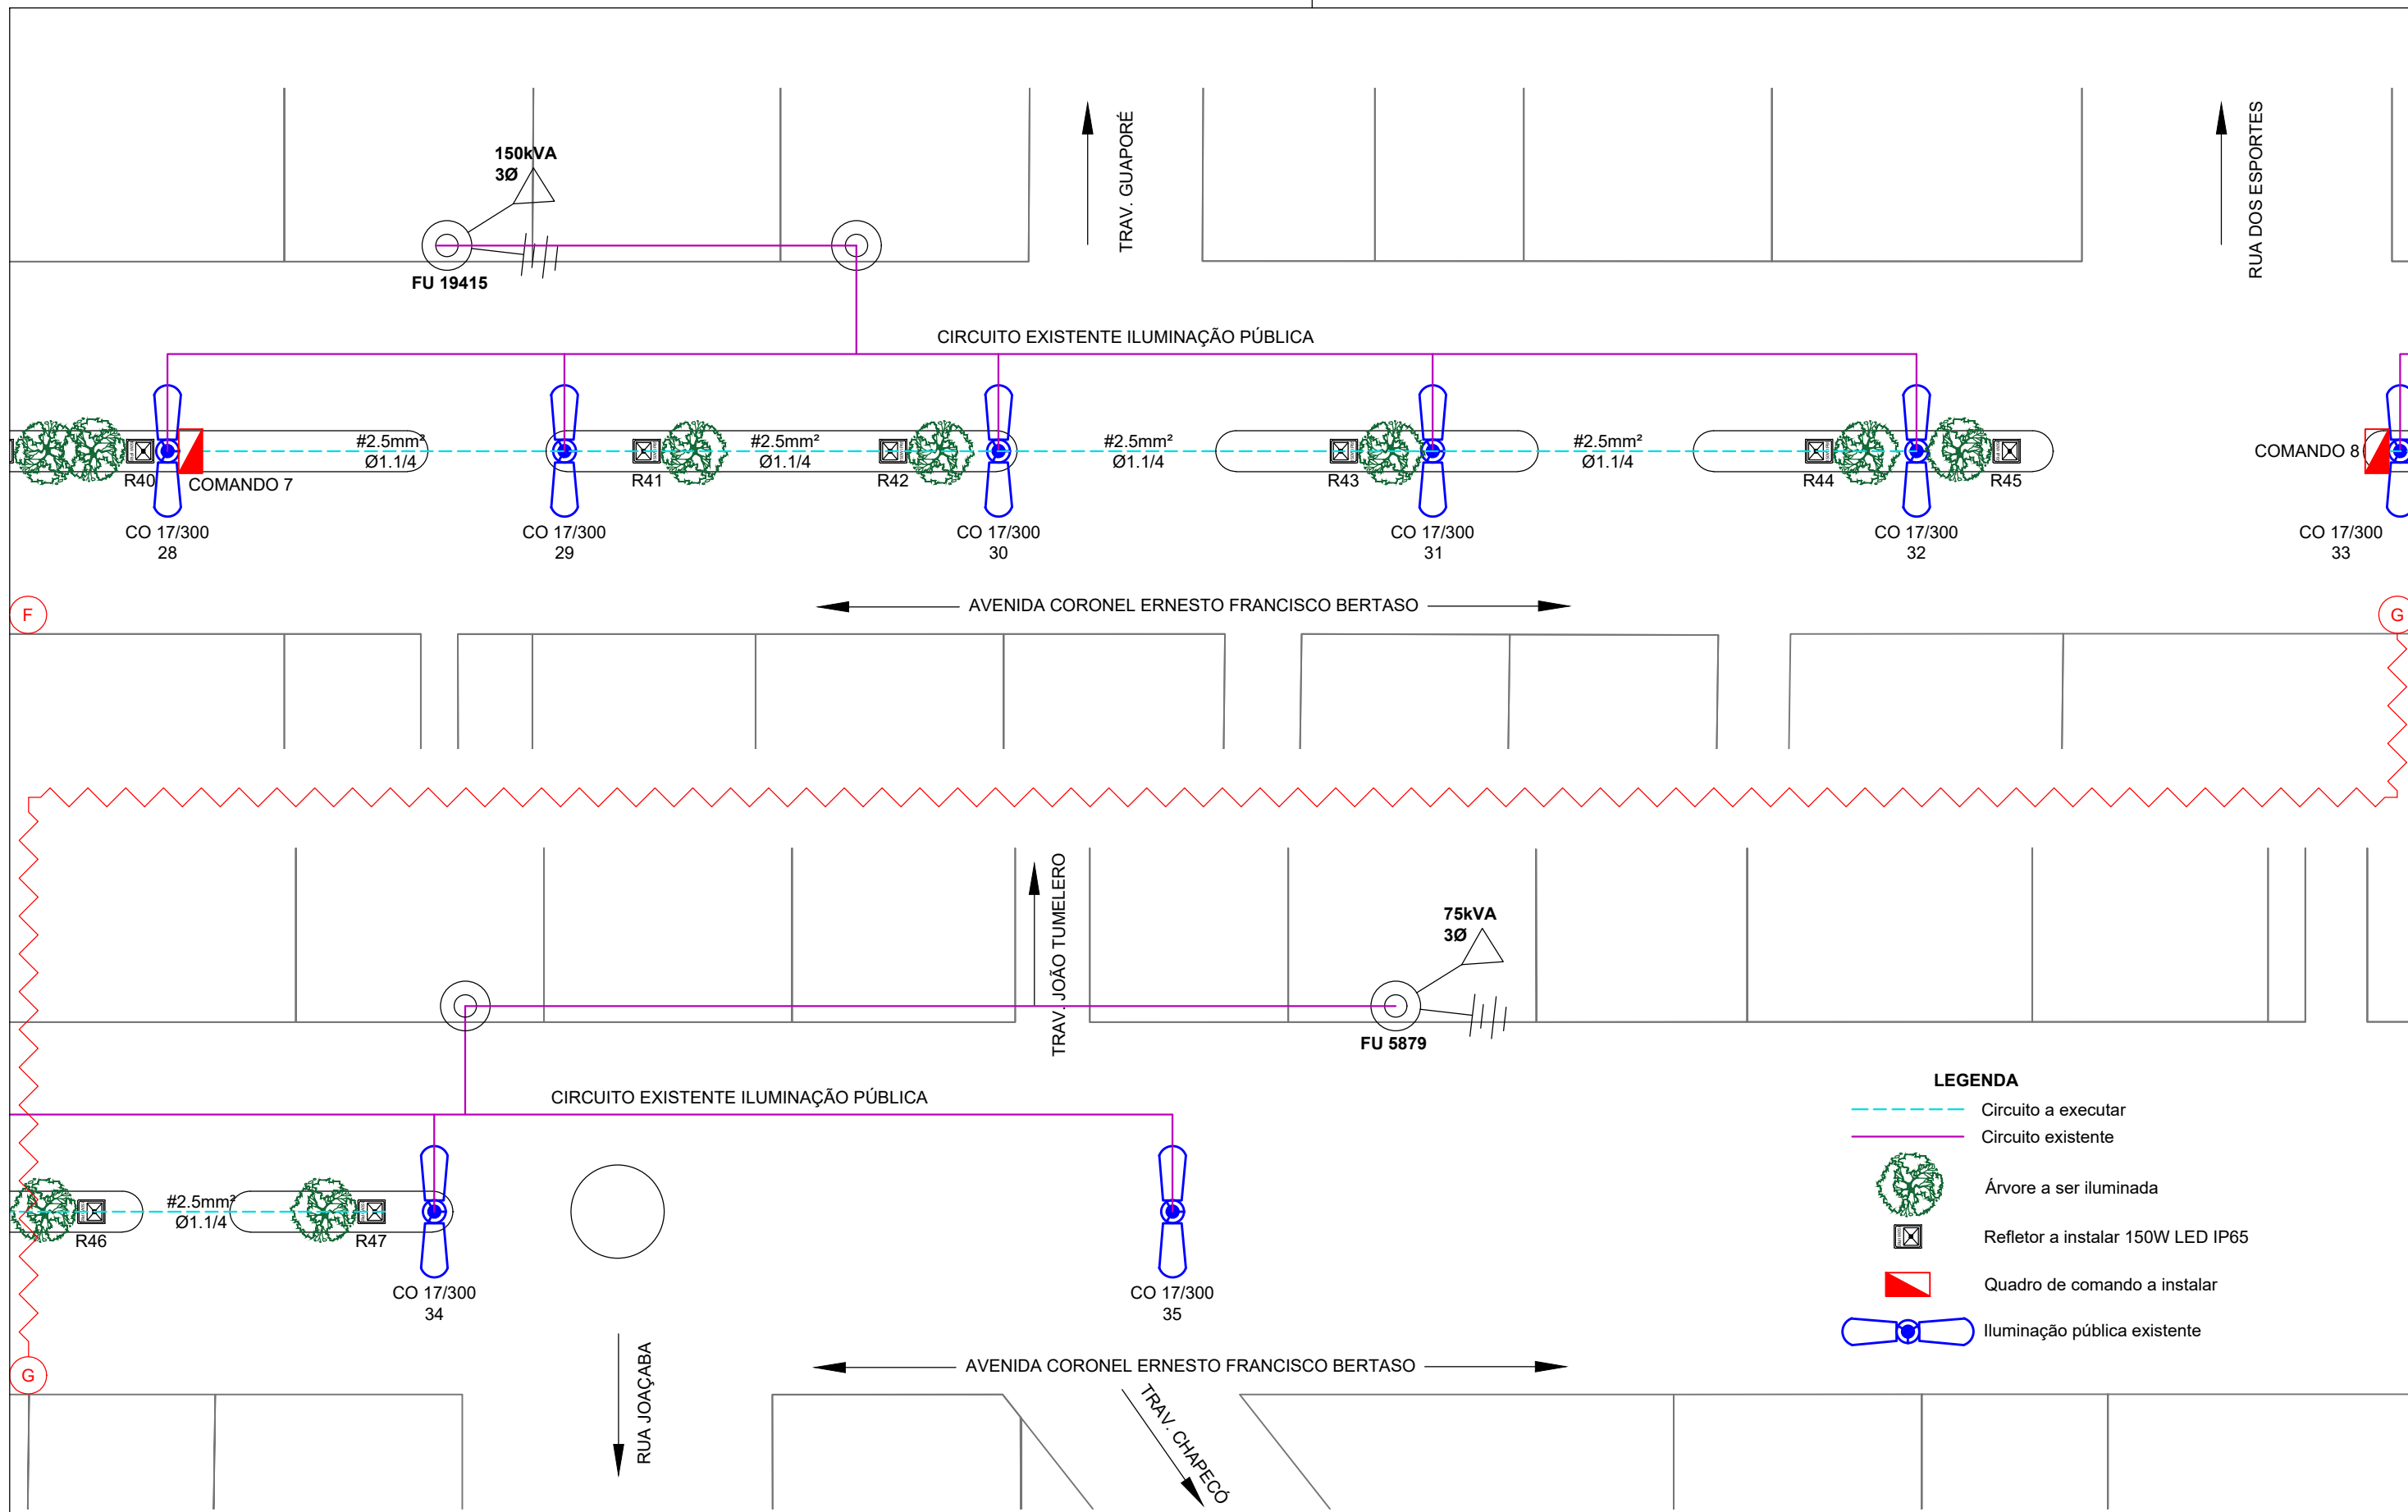 150kVA
3Ø
FU 19415
TRAV. GUAPORÉ
RUA DOS ESPORTES
CIRCUITO EXISTENTE ILUMINAÇÃO PÚBLICA
#2.5mm²
Ø1.1/4
#2.5mm²
Ø1.1/4
#2.5mm²
Ø1.1/4
#2.5mm²
Ø1.1/4
COMANDO 8
R40
COMANDO 7
R41
R42
R43
R44
R45
CO 17/300
28
CO 17/300
29
CO 17/300
30
CO 17/300
31
CO 17/300
32
CO 17/300
33
F
AVENIDA CORONEL ERNESTO FRANCISCO BERTASO
G
TRAV. JOÃO TUMELERO
75kVA
3Ø
FU 5879
CIRCUITO EXISTENTE ILUMINAÇÃO PÚBLICA
#2.5mm²
Ø1.1/4
R46
R47
CO 17/300
34
CO 17/300
35
LEGENDA
Circuito a executar
Circuito existente
Árvore a ser iluminada
Refletor a instalar 150W LED IP65
Quadro de comando a instalar
Iluminação pública existente
G
RUA JOAÇABA
AVENIDA CORONEL ERNESTO FRANCISCO BERTASO
TRAV. CHAPECÓ